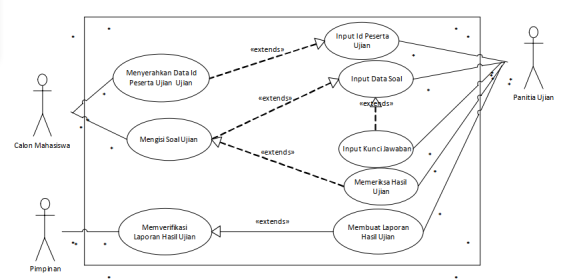 Input Id Peserta
Ujian
«extends»
Menyerahkan Data Id
Peserta Ujian Ujian
Input Data Soal
«extends»
«extends»
Panitia Ujian
Mengisi Soal Ujian
Calon Mahasiswa
Input Kunci Jawaban
«extends»
Memeriksa Hasil
Ujian
«extends»
Memverifikasi
Laporan Hasil Ujian
Membuat Laporan
Hasil Ujian
Pimpinan